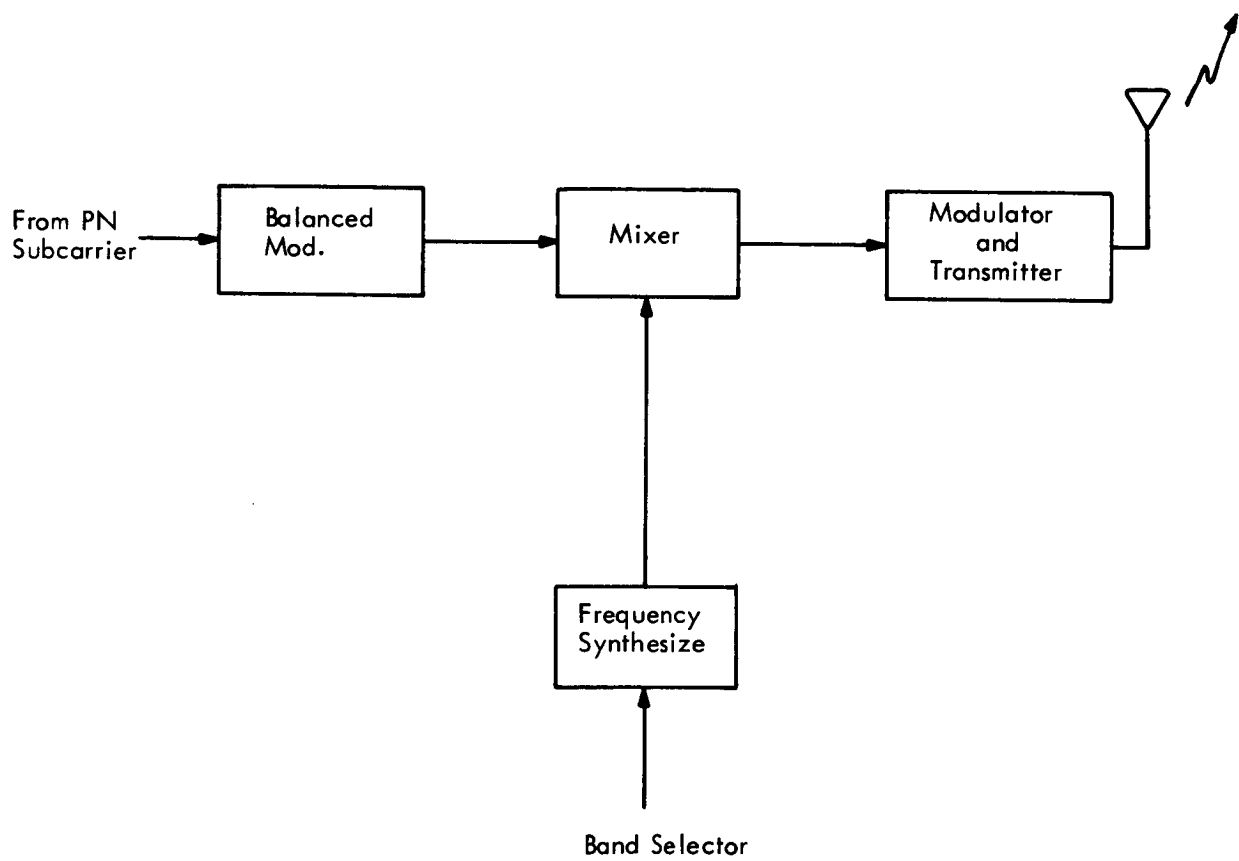 From PN
Subcarrier
Balanced
Mod.
Mixer
Modulator
and
Transmitter
Frequency
Synthesize
Band Selector